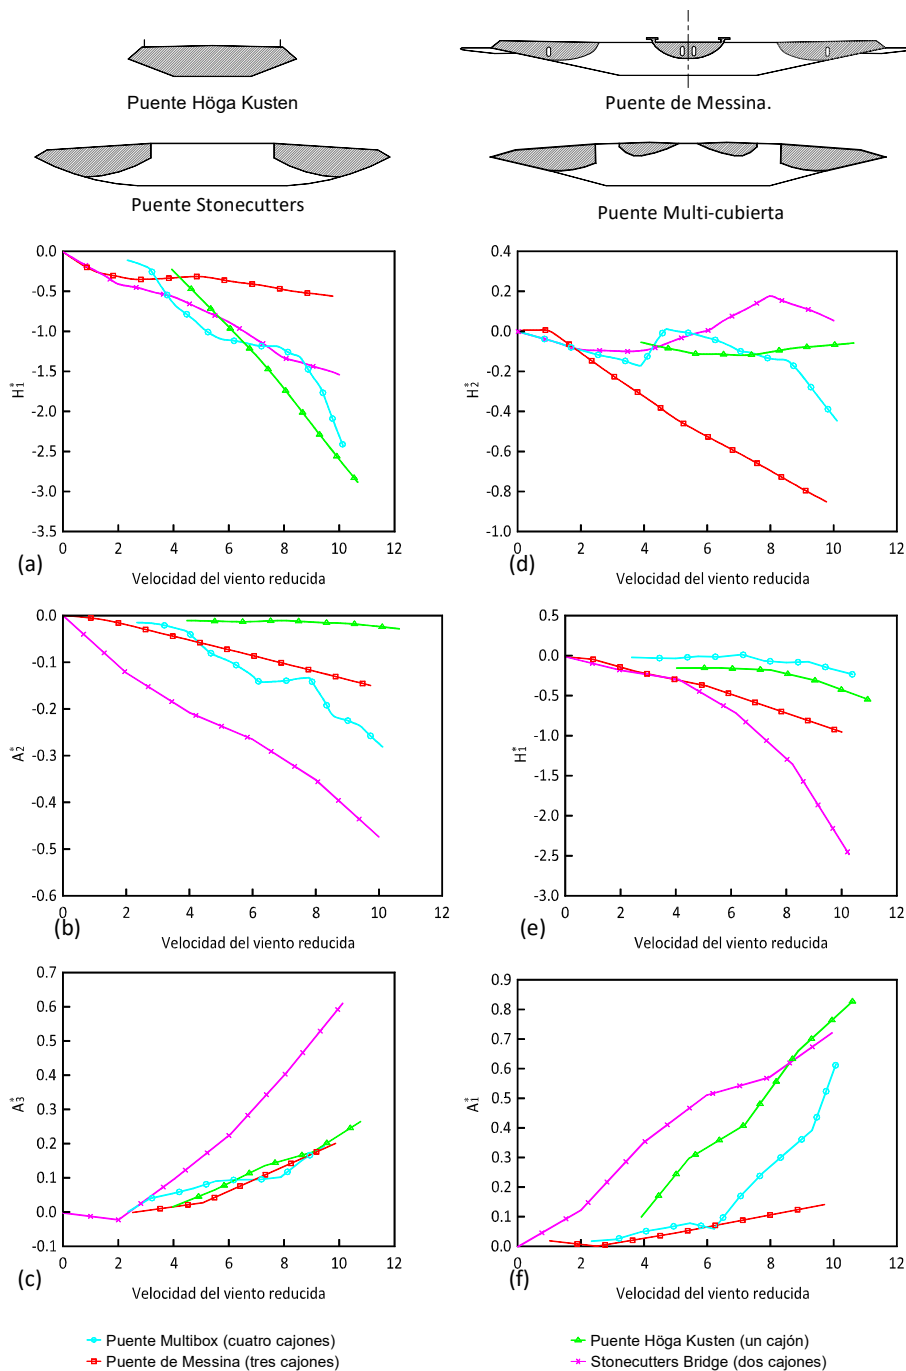 Puente Höga Kusten
Puente de Messina.
Puente Stonecutters
Puente Multi-cubierta
0.0
-0.5
-1.0
-1.5
-2.0
-2.5
-3.0
-3.5
H*1
0 2 4 6 8 10 12
(a)
Velocidad del viento reducida
0.4
0.2
0.0
-0.2
-0.4
-0.6
-0.8
-1.0
H*2
0 2 4 6 8 10 12
(d)
Velocidad del viento reducida
0.0
-0.1
-0.2
-0.3
-0.4
-0.5
-0.6
A*2
0 2 4 6 8 10 12
(b)
Velocidad del viento reducida
0.5
0.0
-0.5
-1.0
-1.5
-2.0
-2.5
-3.0
H*1
0 2 4 6 8 10 12
(e)
Velocidad del viento reducida
0.7
0.6
0.5
0.4
0.3
0.2
0.1
0.0
-0.1
A*3
0 2 4 6 8 10 12
(c)
Velocidad del viento reducida
0.9
0.8
0.7
0.6
0.5
0.4
0.3
0.2
0.1
0.0
A*1
0 2 4 6 8 10 12
(f)
Velocidad del viento reducida
Puente Multibox (cuatro cajones)
Puente de Messina (tres cajones)
Puente Höga Kusten (un cajón)
Stonecutters Bridge (dos cajones)